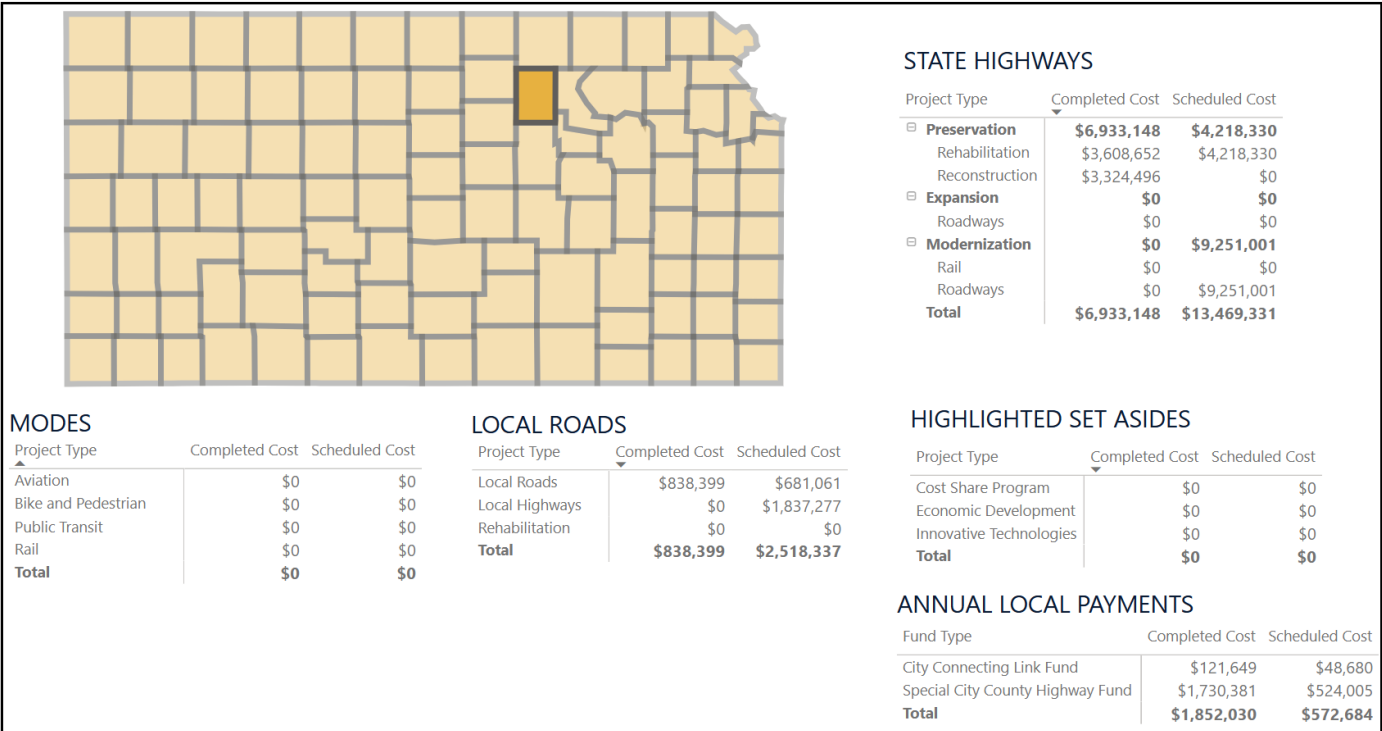 STATE HIGHWAYS
Project Type Completed Cost Scheduled Cost
Preservation $6,933,148 $4,218,330
Rehabilitation $3,608,652 $4,218,330
Reconstruction $3,324,496 $0
Expansion $0 $0
Roadways $0 $0
Modernization $0 $9,251,001
Rail $0 $0
Roadways $0 $9,251,001
Total $6,933,148 $13,469,331
MODES
Project Type Completed Cost Scheduled Cost
Aviation $0 $0
Bike and Pedestrian $0 $0
Public Transit $0 $0
Rail $0 $0
Total $0 $0
LOCAL ROADS
Project Type Completed Cost Scheduled Cost
Local Roads $838,399 $681,061
Local Highways $0 $1,837,277
Rehabilitation $0 $0
Total $838,399 $2,518,337
HIGHLIGHTED SET ASIDES
Project Type Completed Cost Scheduled Cost
Cost Share Program $0 $0
Economic Development $0 $0
Innovative Technologies $0 $0
Total $0 $0
ANNUAL LOCAL PAYMENTS
Fund Type Completed Cost Scheduled Cost
City Connecting Link Fund $121,649 $48,680
Special City County Highway Fund $1,730,381 $524,005
Total $1,852,030 $572,684